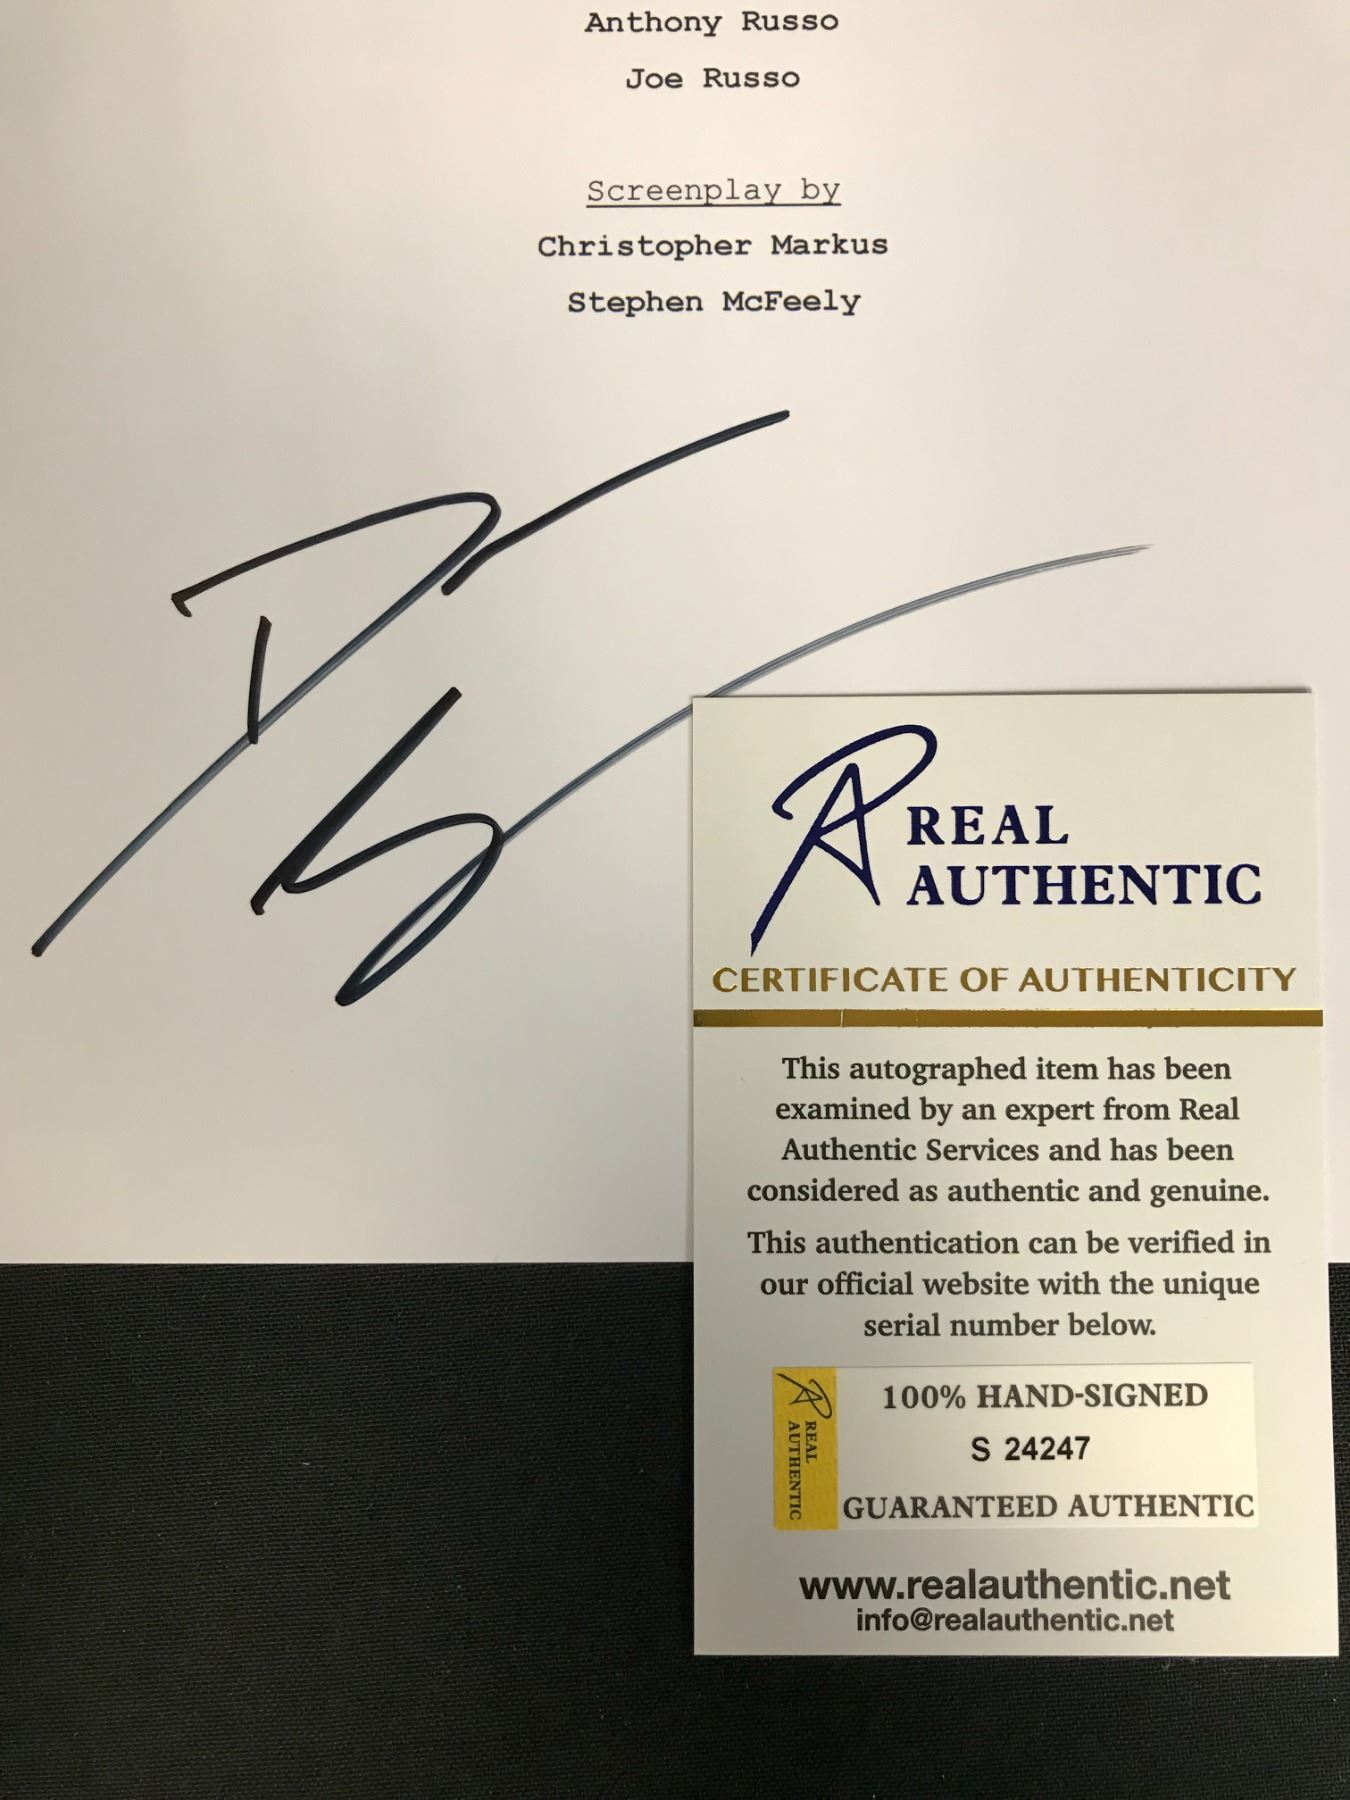 Anthony Russo
Joe Russo
Screenplay by
Christopher Markus
Stephen McFeely
REAL
AUTHENTIC
CERTIFICATE OF AUTHENTICITY
This autographed item has been
examined by an expert from Real
Authentic Services and has been
considered as authentic and genuine.
This authentication can be verified in
our official website with the unique
serial number below.
REAL
AUTHENTIC
100% HAND-SIGNED
S 24247
GUARANTEED AUTHENTIC
www.realauthentic.net
info@realauthentic.net